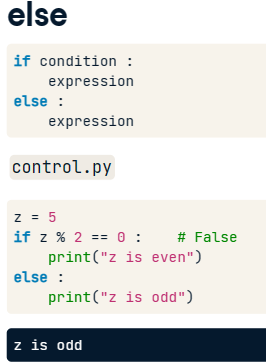 else
if condition :
    expression
else :
    expression
control.py
z = 5
if z % 2 == 0 :    # False
    print("z is even")
else :
    print("z is odd")
z is odd